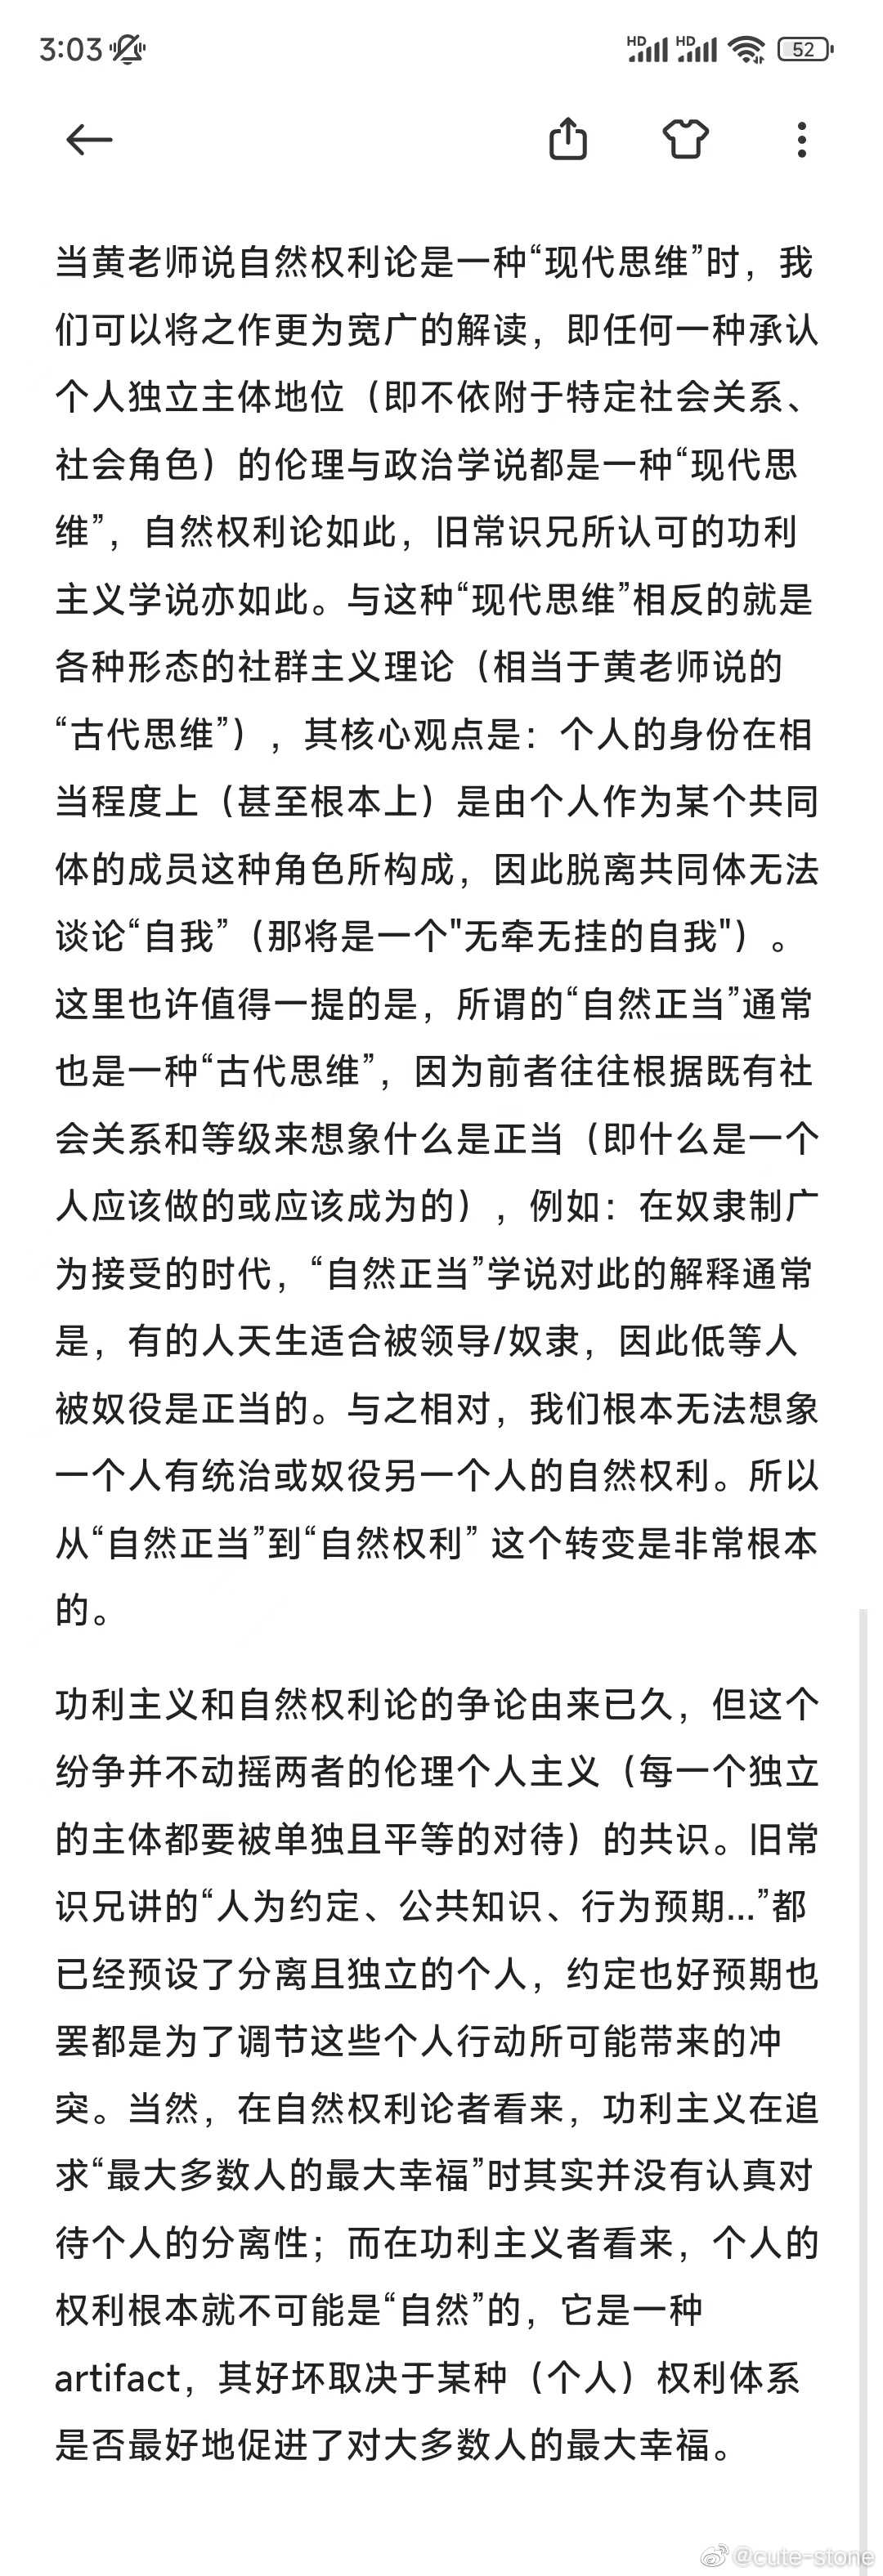 3:03
HD HD 52
当黄老师说自然权利论是一种“现代思维”时，我
们可以将之作更为宽广的解读，即任何一种承认
个人独立主体地位（即不依附于特定社会关系、
社会角色）的伦理与政治学说都是一种“现代思
维”，自然权利论如此，旧常识兄所认可的功利
主义学说亦如此。与这种“现代思维”相反的就是
各种形态的社群主义理论（相当于黄老师说的
“古代思维”），其核心观点是：个人的身份在相
当程度上（甚至根本上）是由个人作为某个共同
体的成员这种角色所构成，因此脱离共同体无法
谈论“自我”（那将是一个"无牵无挂的自我"）。
这里也许值得一提的是，所谓的“自然正当”通常
也是一种“古代思维”，因为前者往往根据既有社
会关系和等级来想象什么是正当（即什么是一个
人应该做的或应该成为的），例如：在奴隶制广
为接受的时代，“自然正当”学说对此的解释通常
是，有的人天生适合被领导/奴隶，因此低等人
被奴役是正当的。与之相对，我们根本无法想象
一个人有统治或奴役另一个人的自然权利。所以
从“自然正当”到“自然权利” 这个转变是非常根本
的。
功利主义和自然权利论的争论由来已久，但这个
纷争并不动摇两者的伦理个人主义（每一个独立
的主体都要被单独且平等的对待）的共识。旧常
识兄讲的“人为约定、公共知识、行为预期...”都
已经预设了分离且独立的个人，约定也好预期也
罢都是为了调节这些个人行动所可能带来的冲
突。当然，在自然权利论者看来，功利主义在追
求“最大多数人的最大幸福”时其实并没有认真对
待个人的分离性；而在功利主义者看来，个人的
权利根本就不可能是“自然”的，它是一种
artifact，其好坏取决于某种（个人）权利体系
是否最好地促进了对大多数人的最大幸福。
@cute-stone